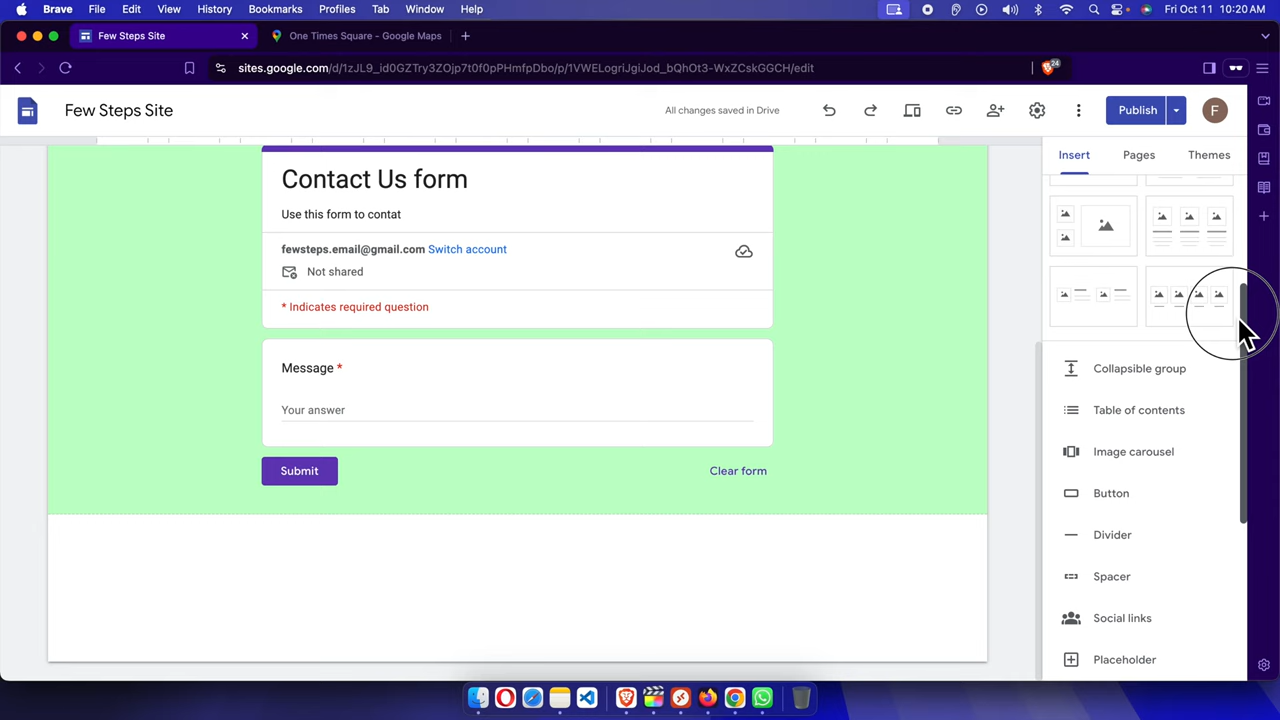 Brave File Edit View History Bookmarks Profiles Tab Window Help Fri Oct 11 10:20 AM
Few Steps Site One Times Square - Google Maps
sites.google.com/d/1zJL9_id0GZTry3ZOjp7t0f0pPHmfpDbo/p/1VWELogriJgiJod_bQhOt3-WxZCskGGCH/edit 24
Few Steps Site All changes saved in Drive Publish F
Insert Pages Themes
Contact Us form
Use this form to contat
fewsteps.email@gmail.com Switch account
Not shared
* Indicates required question
Message *
Your answer
Submit Clear form
Collapsible group
Table of contents
Image carousel
Button
Divider
Spacer
Social links
Placeholder